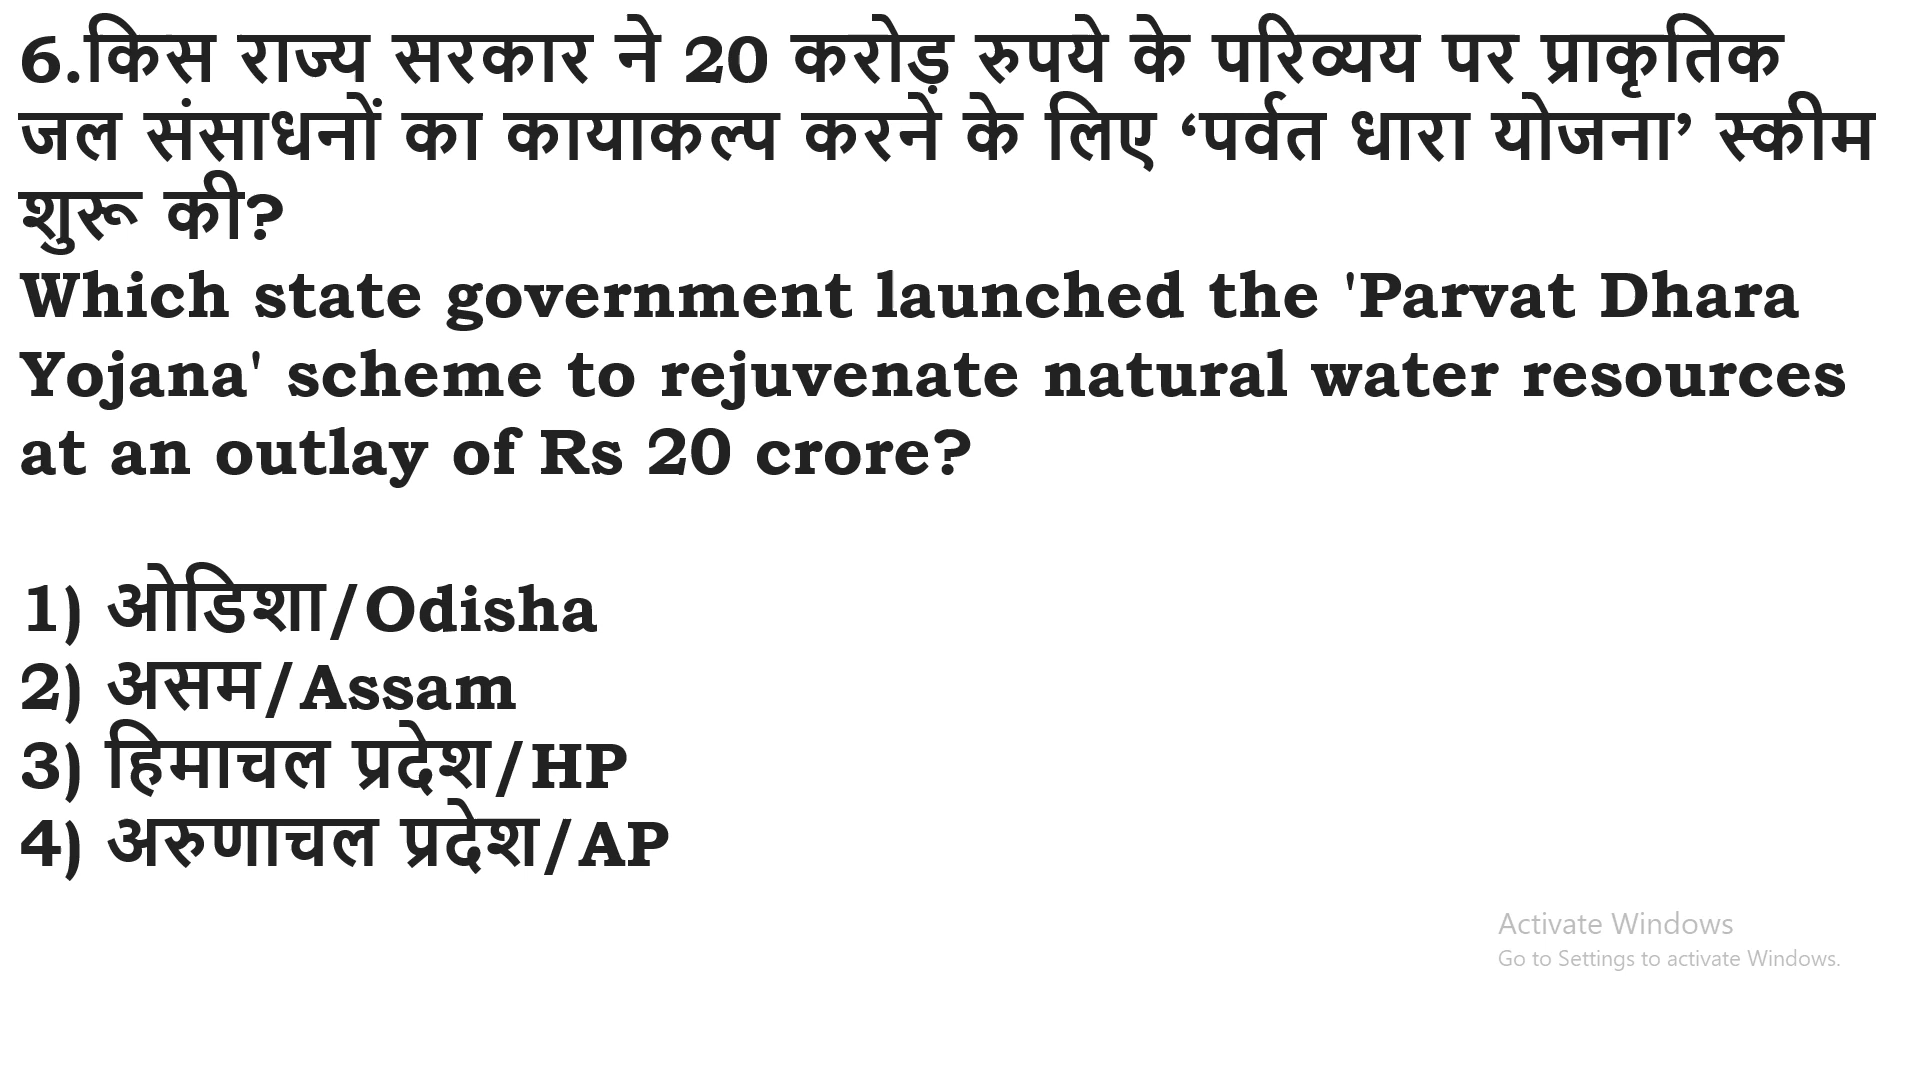 6.किस राज्य सरकार ने 20 करोड़ रुपये के परिव्यय पर प्राकृतिक
जल संसाधनों का कायाकल्प करने के लिए ‘पर्वत धारा योजना’ स्कीम
शुरू की?
Which state government launched the 'Parvat Dhara
Yojana' scheme to rejuvenate natural water resources
at an outlay of Rs 20 crore?
1) ओडिशा/Odisha
2) असम/Assam
3) हिमाचल प्रदेश/HP
4) अरुणाचल प्रदेश/AP
Activate Windows
Go to Settings to activate Windows.